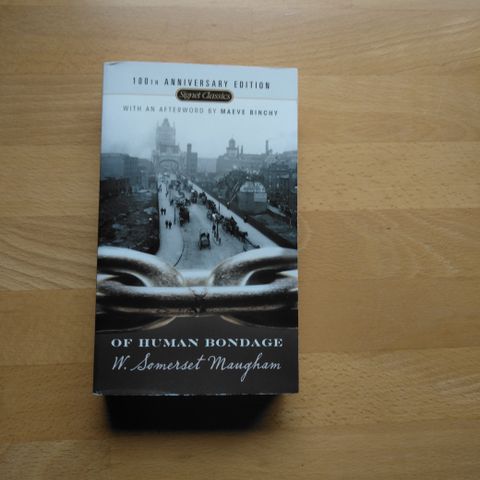 100TH ANNIVERSARY EDITION
Signet Classics
WITH AN AFTERWORD BY MAEVE BINCHY
OF HUMAN BONDAGE
W. Somerset Maugham